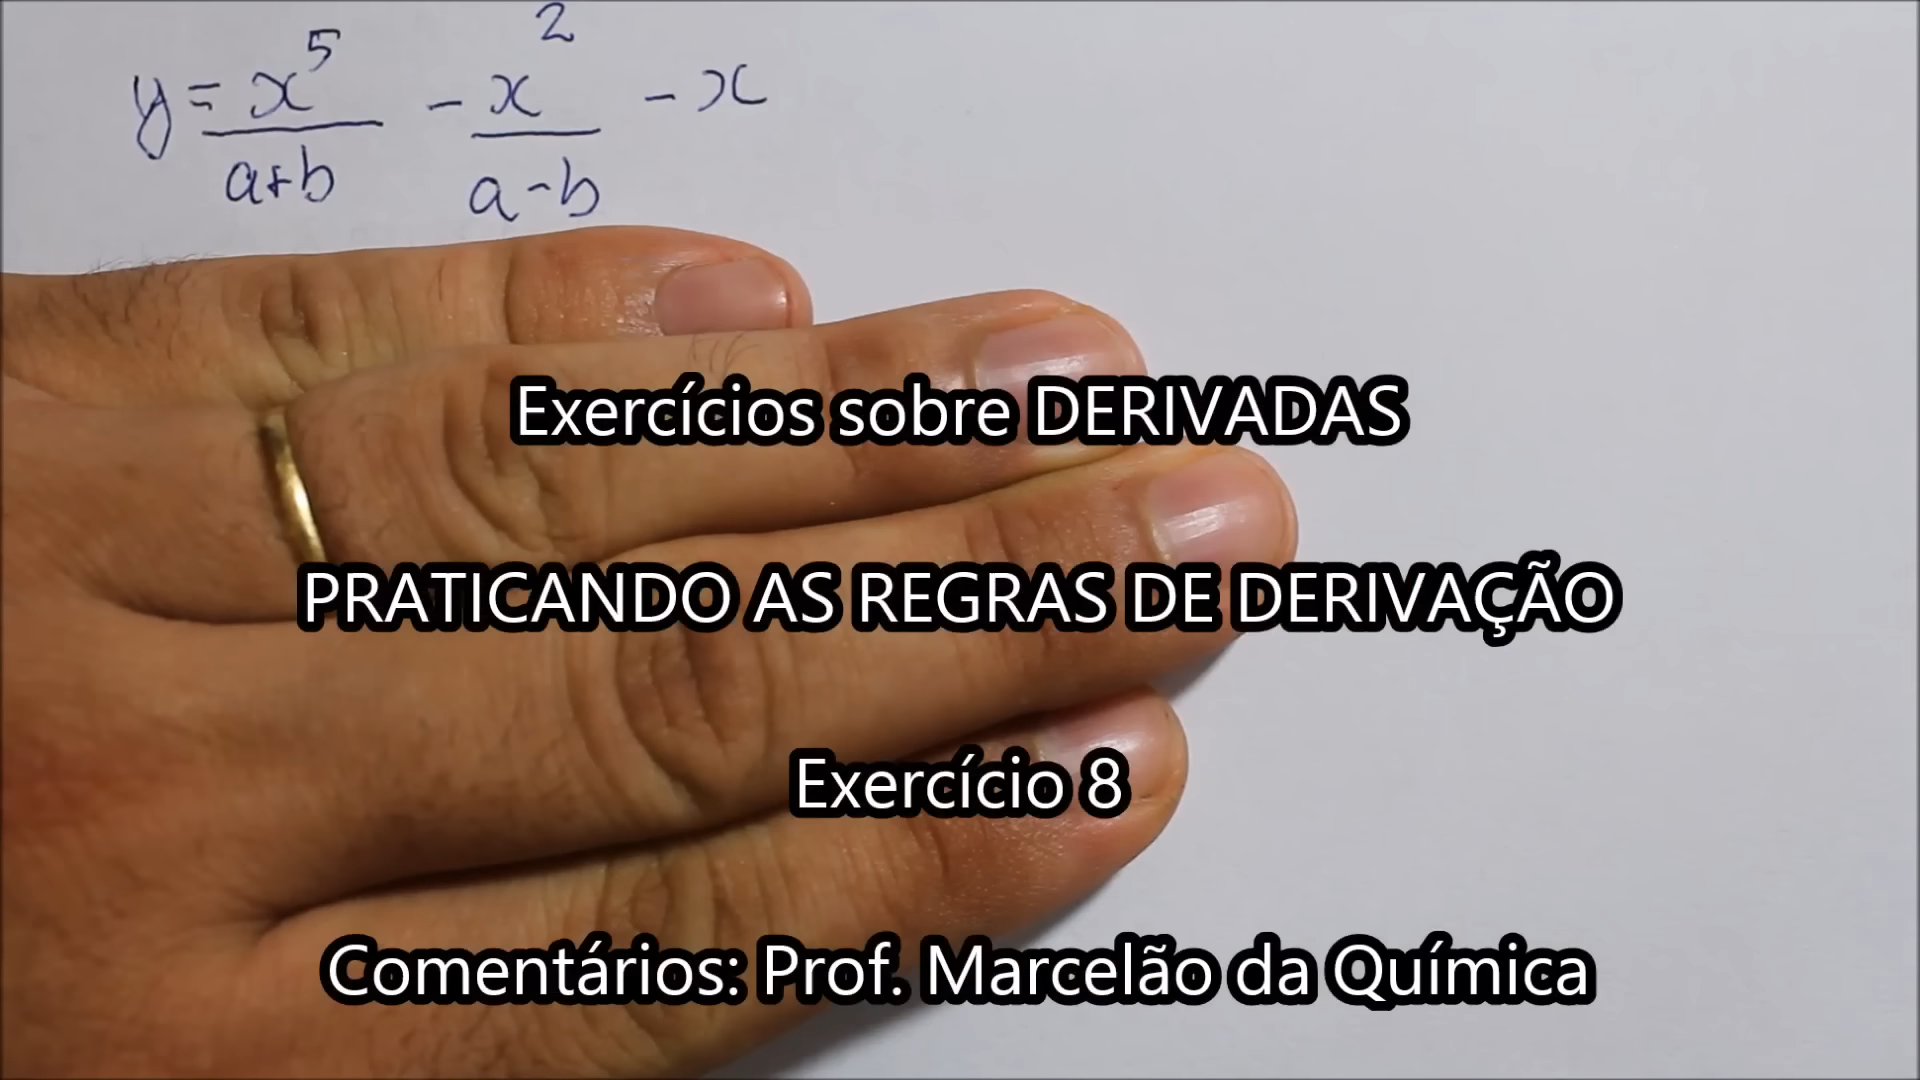 y = x^5/(a+b) - x^2/(a-b) - x
Exercícios sobre DERIVADAS
PRATICANDO AS REGRAS DE DERIVAÇÃO
Exercício 8
Comentários: Prof. Marcelão da Química